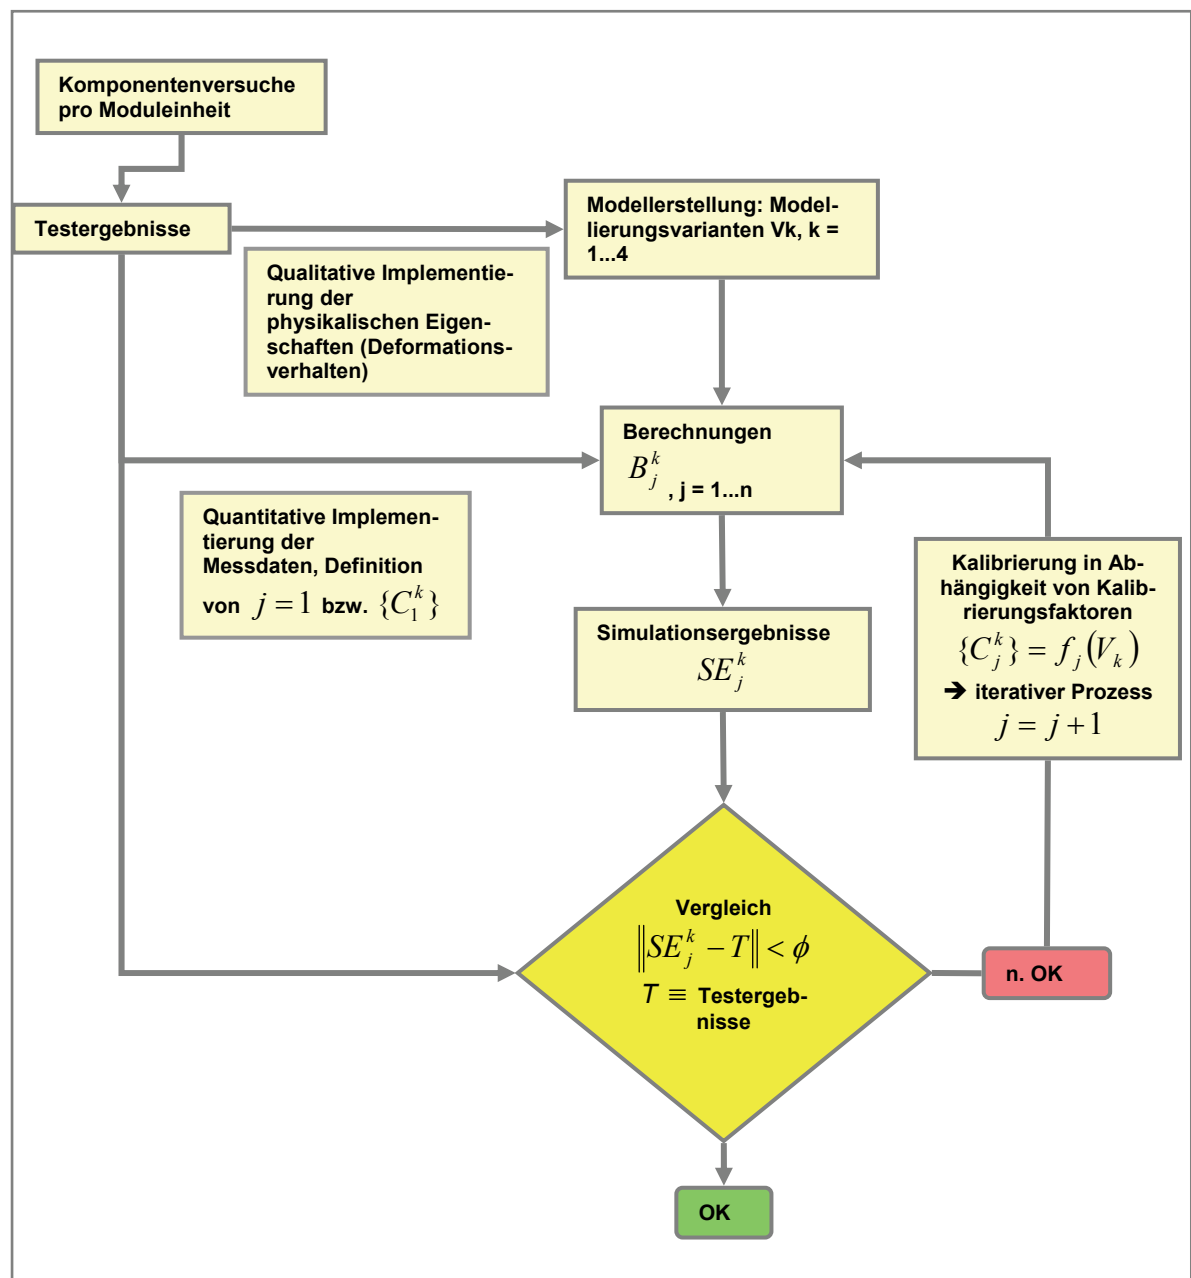 Komponentenversuche
pro Moduleinheit
Testergebnisse
Modellerstellung: Model-
lierungsvarianten Vk, k =
1...4
Qualitative Implementie-
rung der
physikalischen Eigen-
schaften (Deformations-
verhalten)
Berechnungen
$B_j^k$ , j = 1...n
Quantitative Implemen-
tierung der
Messdaten, Definition
von $j = 1$ bzw. $\{C_1^k\}$
Kalibrierung in Ab-
hängigkeit von Kalib-
rierungsfaktoren
$\{C_j^k\} = f_j(V_k)$
➔ iterativer Prozess
$j = j + 1$
Simulationsergebnisse
$SE_j^k$
Vergleich
$\|SE_j^k - T\| < \phi$
T ≡ Testergeb-
nisse
n. OK
OK